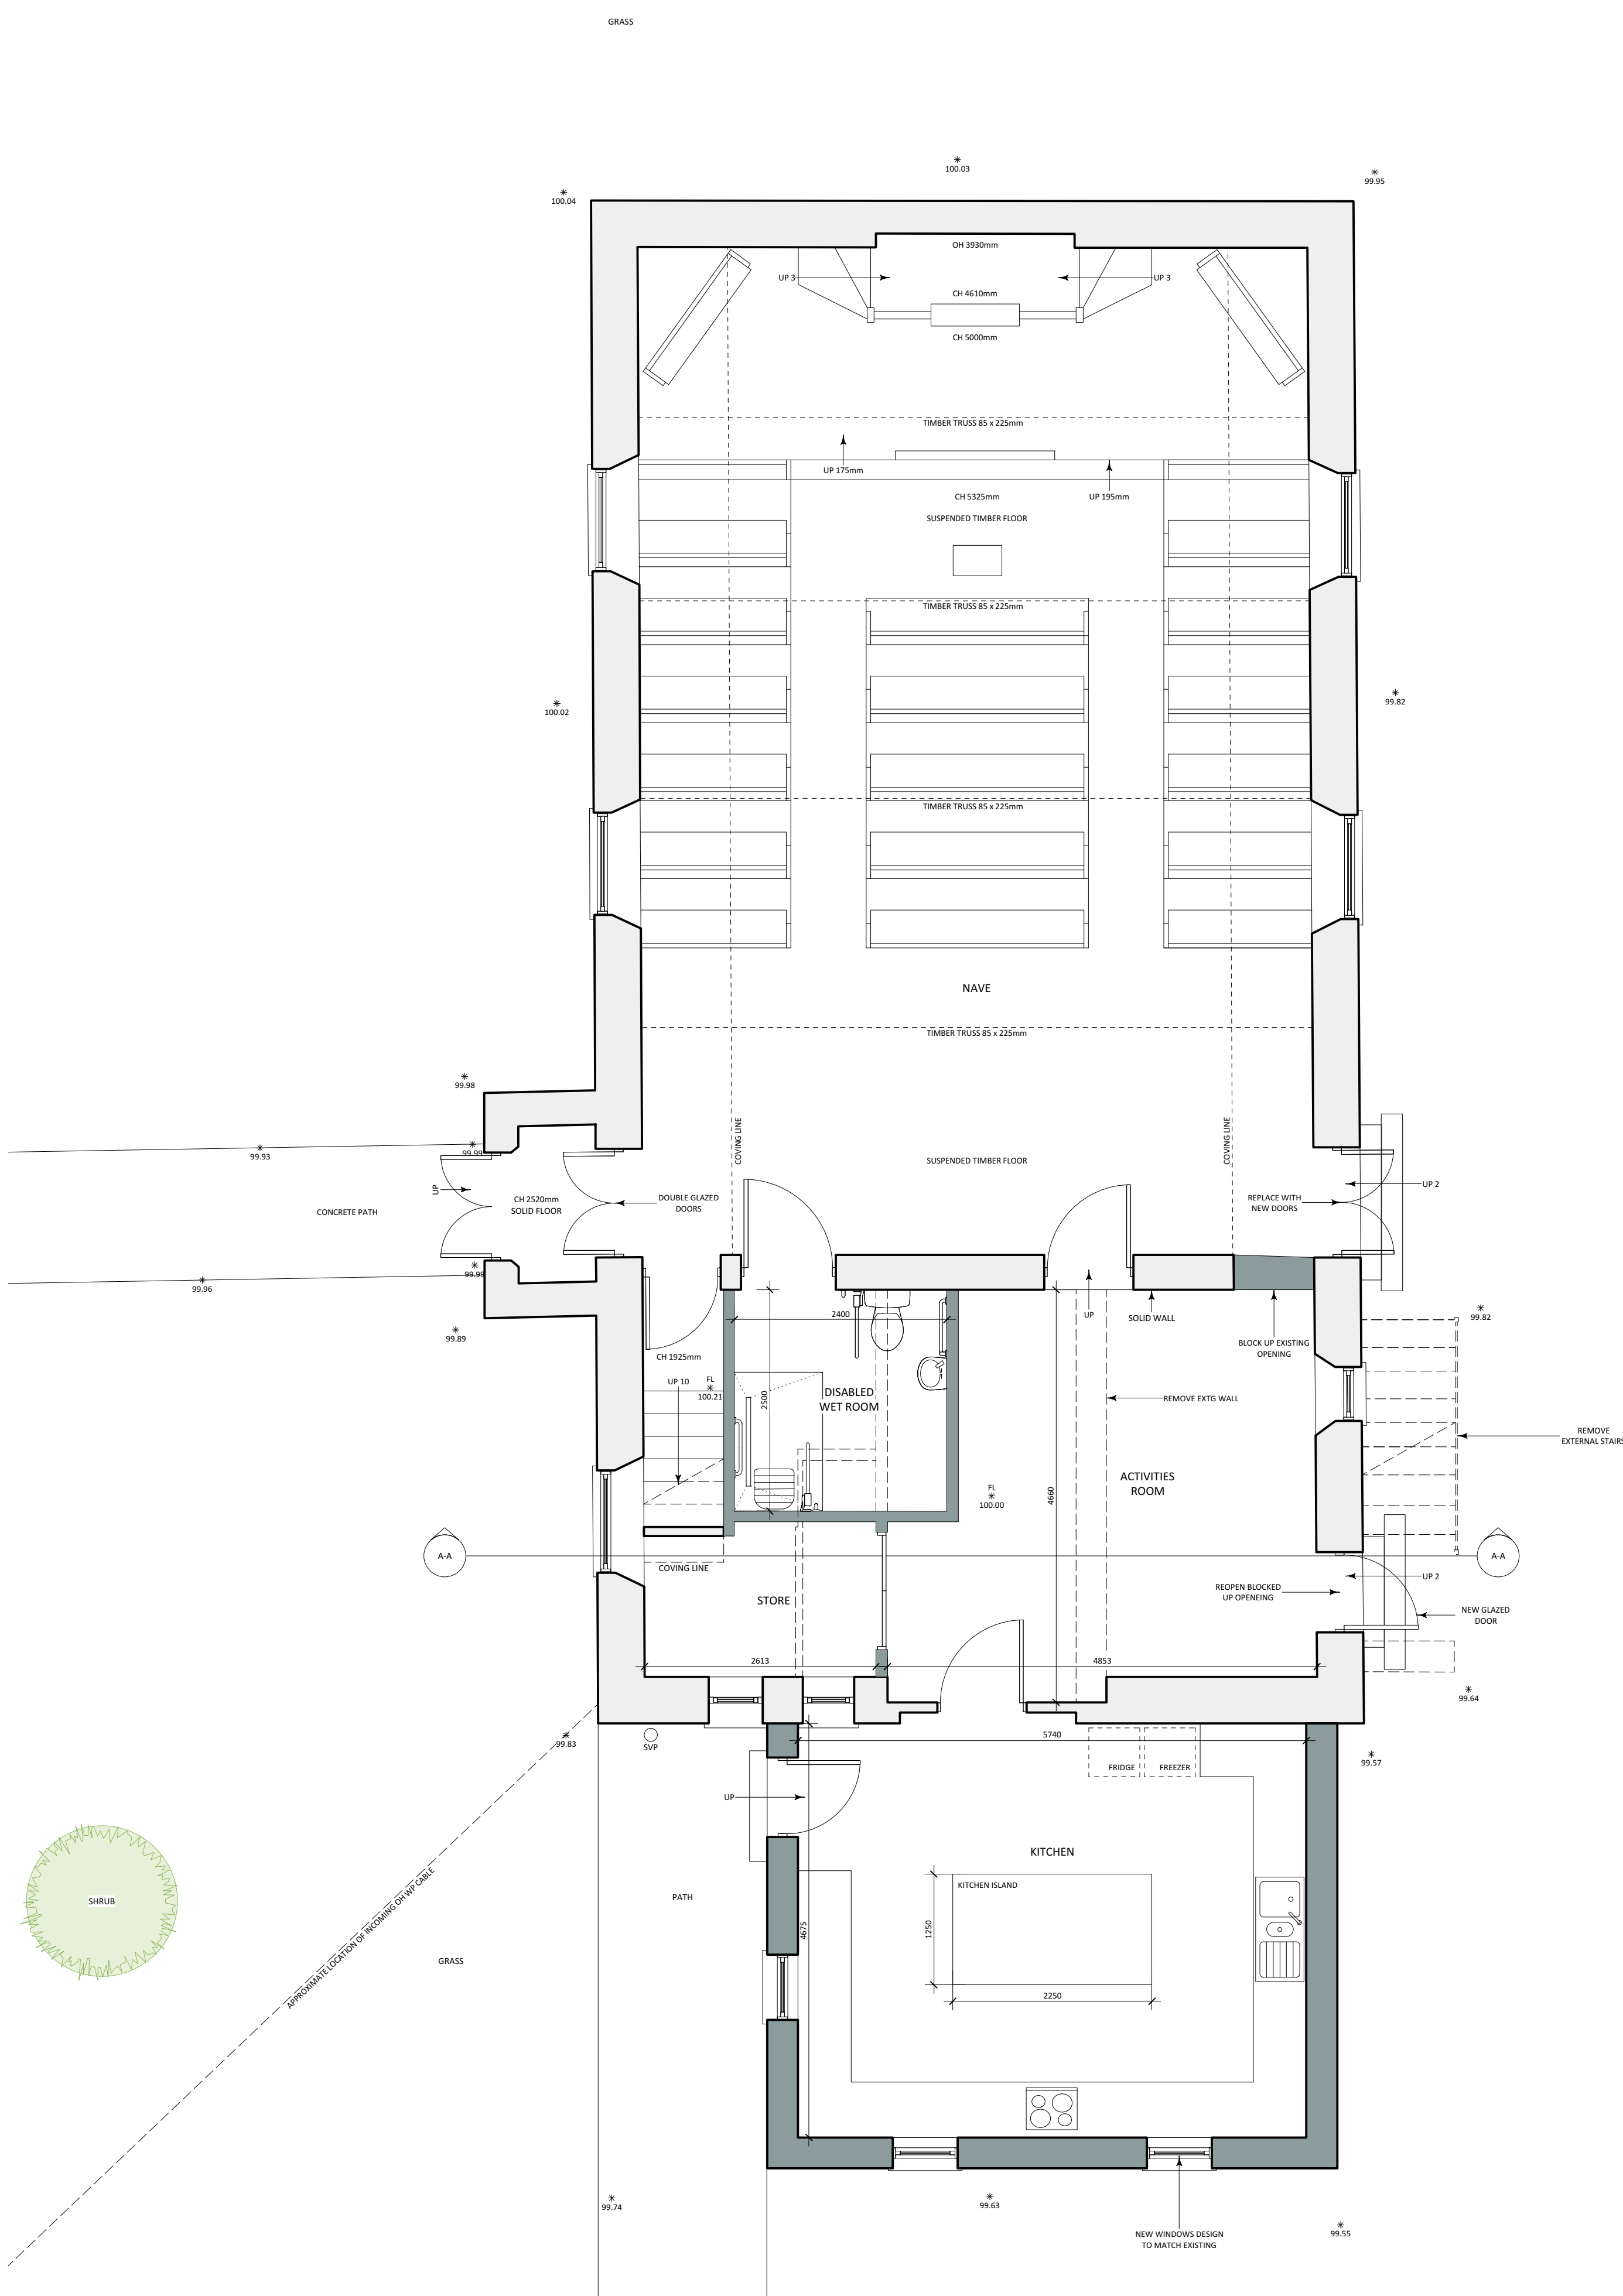 GRASS
100.03
99.95
100.04
OH 3930mm
UP 3
UP 3
CH 4610mm
CH 5000mm
TIMBER TRUSS 85 x 225mm
UP 175mm
CH 5325mm
UP 195mm
SUSPENDED TIMBER FLOOR
TIMBER TRUSS 85 x 225mm
99.82
100.02
TIMBER TRUSS 85 x 225mm
NAVE
TIMBER TRUSS 85 x 225mm
99.98
COVING LINE
COVING LINE
99.93
99.99
SUSPENDED TIMBER FLOOR
UP
UP 2
CH 2520mm
SOLID FLOOR
DOUBLE GLAZED
DOORS
REPLACE WITH
NEW DOORS
CONCRETE PATH
99.99
99.96
2400
UP
SOLID WALL
99.82
99.89
BLOCK UP EXISTING
OPENING
CH 1925mm
UP 10
FL
100.21
2500
DISABLED
WET ROOM
REMOVE EXTG WALL
REMOVE
EXTERNAL STAIRS
ACTIVITIES
ROOM
FL
100.00
4660
A-A
A-A
COVING LINE
UP 2
REOPEN BLOCKED
UP OPENEING
STORE
NEW GLAZED
DOOR
2613
4853
99.64
99.83
SVP
5740
99.57
FRIDGE
FREEZER
UP
KITCHEN
KITCHEN ISLAND
SHRUB
PATH
APPROXIMATE LOCATION OF INCOMING OH WP CABLE
4675
1250
GRASS
2250
99.74
99.63
99.55
NEW WINDOWS DESIGN
TO MATCH EXISTING